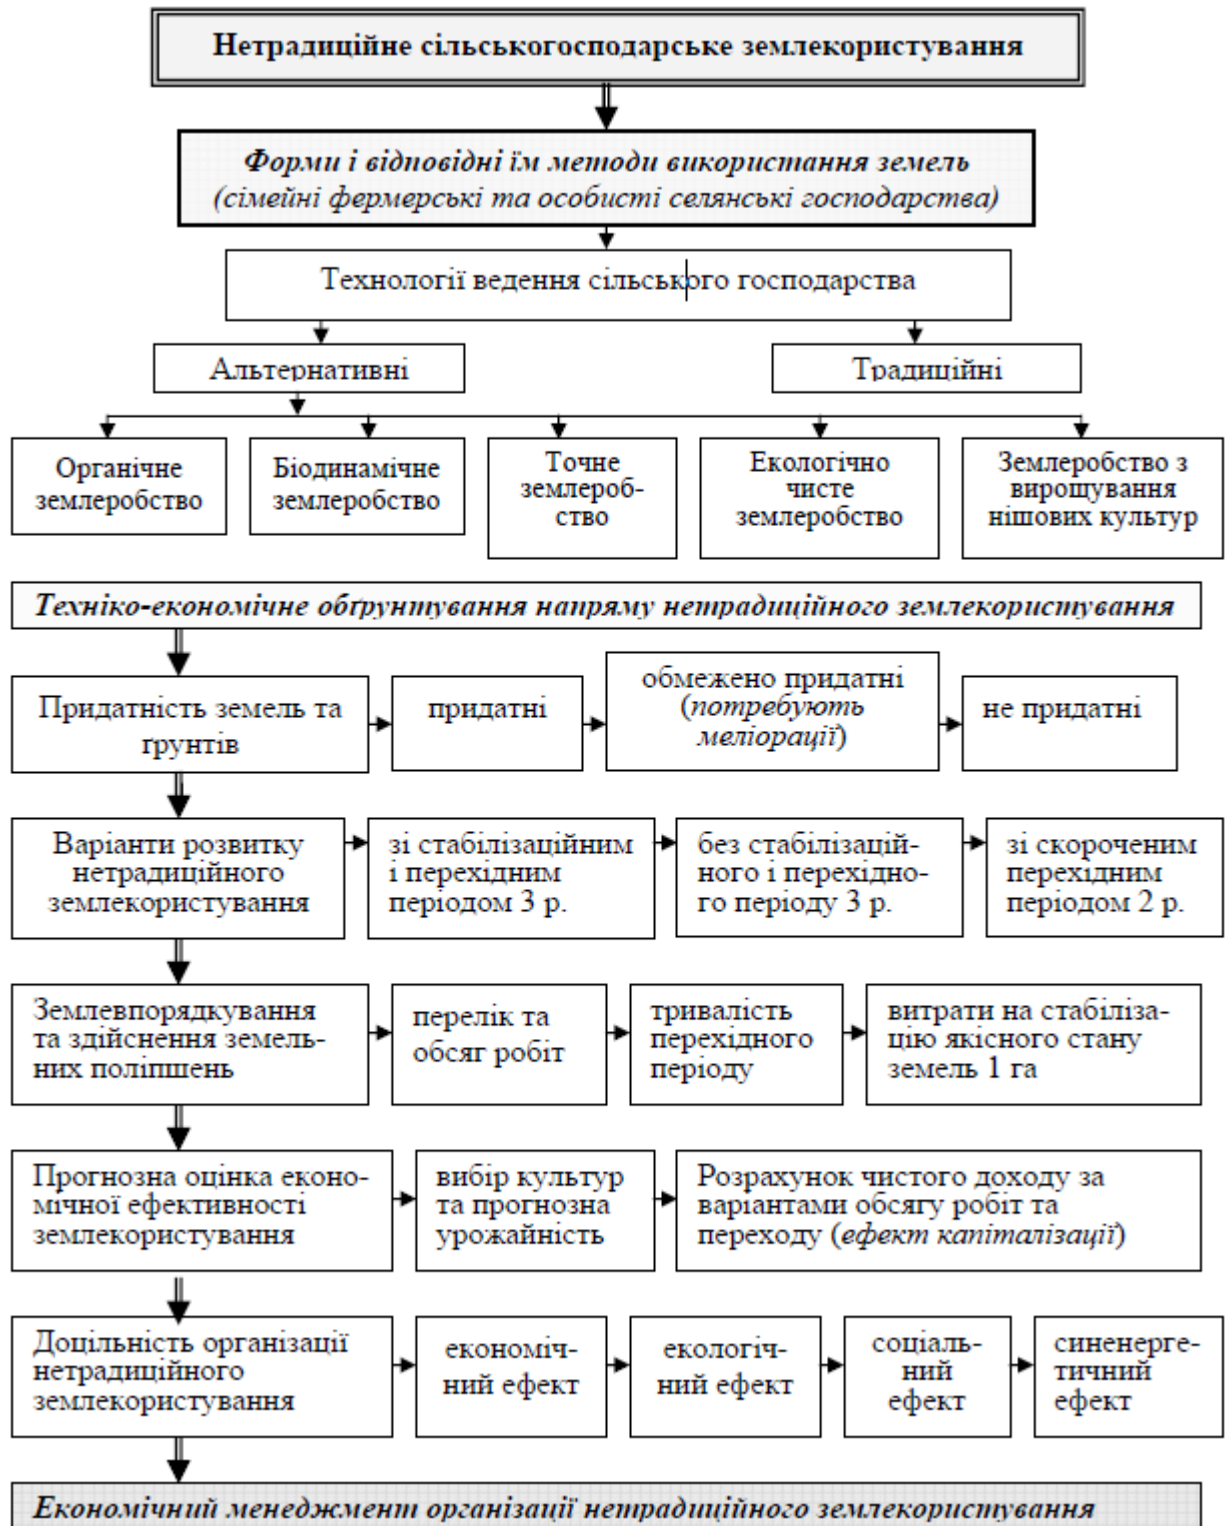 Нетрадиційне сільськогосподарське землекористування
Форми і відповідні їм методи використання земель
(сімейні фермерські та особисті селянські господарства)
Технології ведення сільського господарства
Альтернативні
Традиційні
Органічне
землеробство
Біодинамічне
землеробство
Точне
землероб-
ство
Екологічно
чисте
землеробство
Землеробство з
вирощування
нішових культур
Техніко-економічне обґрунтування напряму нетрадиційного землекористування
Придатність земель та
ґрунтів
придатні
обмежено придатні
(потребують
меліорації)
не придатні
Варіанти розвитку
нетрадиційного
землекористування
зі стабілізаційним
і перехідним
періодом 3 р.
без стабілізацій-
ного і перехідно-
го періоду 3 р.
зі скороченим
перехідним
періодом 2 р.
Землевпорядкування
та здійснення земель-
них поліпшень
перелік та
обсяг робіт
тривалість
перехідного
періоду
витрати на стабіліза-
цію якісного стану
земель 1 га
Прогнозна оцінка еконо-
мічної ефективності
землекористування
вибір культур
та прогнозна
урожайність
Розрахунок чистого доходу за
варіантами обсягу робіт та
переходу (ефект капіталізації)
Доцільність організації
нетрадиційного
землекористування
економіч-
ний ефект
екологіч-
ний ефект
соціаль-
ний
ефект
синенерге-
тичний
ефект
Економічний менеджмент організації нетрадиційного землекористування